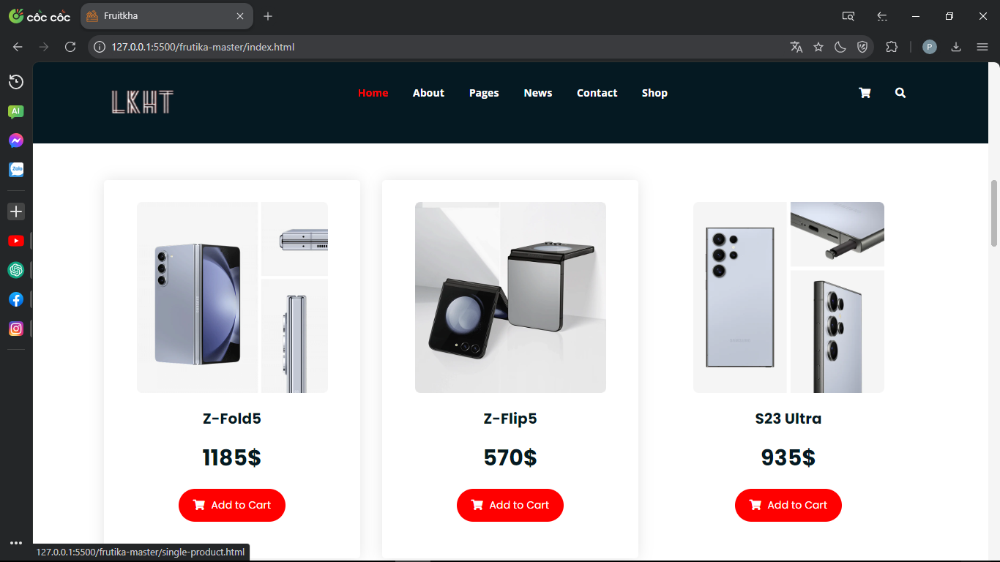 cốc cốc
Fruitkha
127.0.0.1:5500/frutika-master/index.html
P
AI
Zalo
LKHT
Home About Pages News Contact Shop
Z-Fold5 Z-Flip5 S23 Ultra
1185$ 570$ 935$
Add to Cart Add to Cart Add to Cart
127.0.0.1:5500/frutika-master/single-product.html